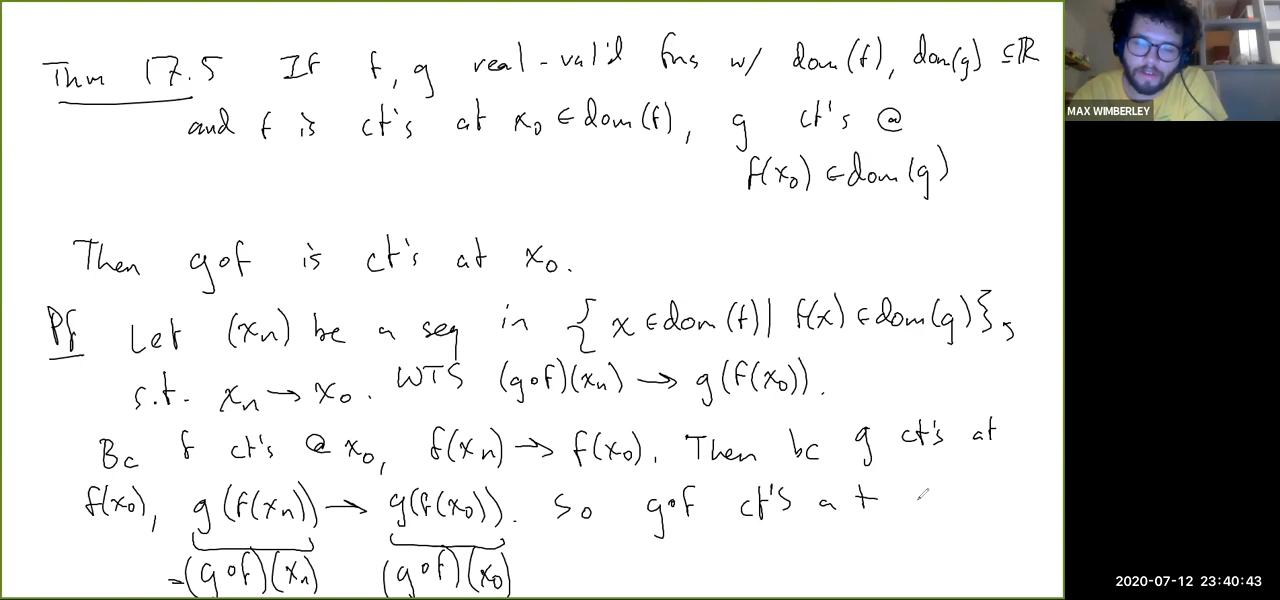 Thm 17.5 If f, g real-val'd fns w/ dom(f), dom(g) ⊆ ℝ
and f is ct's at x₀ ∈ dom(f), g ct's @
f(x₀) ∈ dom(g)
Then g∘f is ct's at x₀.
Pf Let (xₙ) be a seq in { x ∈ dom(f) | f(x) ∈ dom(g)},
s.t. xₙ → x₀. WTS (g∘f)(xₙ) → g(f(x₀)).
Bc f ct's @ x₀, f(xₙ) → f(x₀). Then bc g ct's at
f(x₀), g(f(xₙ)) → g(f(x₀)). So g∘f ct's at
=(g∘f)(xₙ) (g∘f)(x₀)
MAX WIMBERLEY
2020-07-12 23:40:43